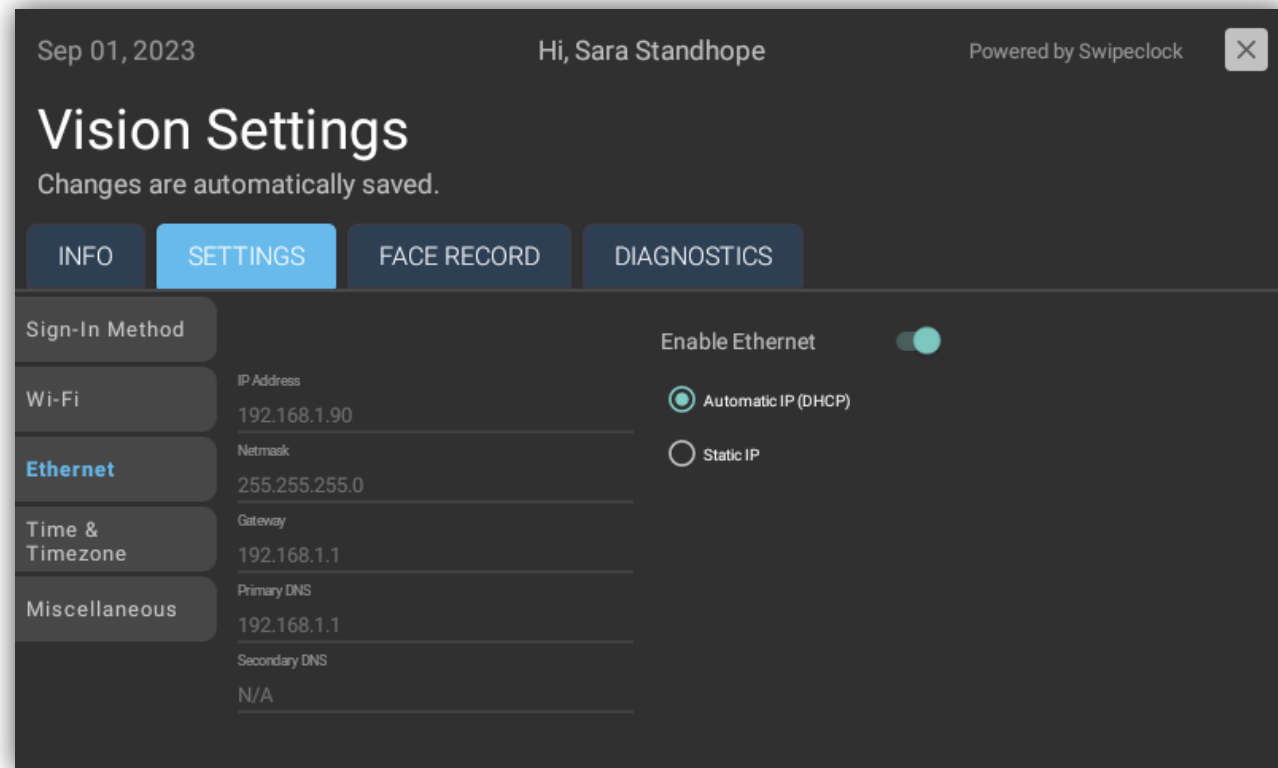 Sep 01, 2023
Hi, Sara Standhope
Powered by Swipeclock
Vision Settings
Changes are automatically saved.
INFO
SETTINGS
FACE RECORD
DIAGNOSTICS
Sign-In Method
Wi-Fi
Ethernet
Time &
Timezone
Miscellaneous
IP Address
192.168.1.90
Netmask
255.255.255.0
Gateway
192.168.1.1
Primary DNS
192.168.1.1
Secondary DNS
N/A
Enable Ethernet
Automatic IP (DHCP)
Static IP